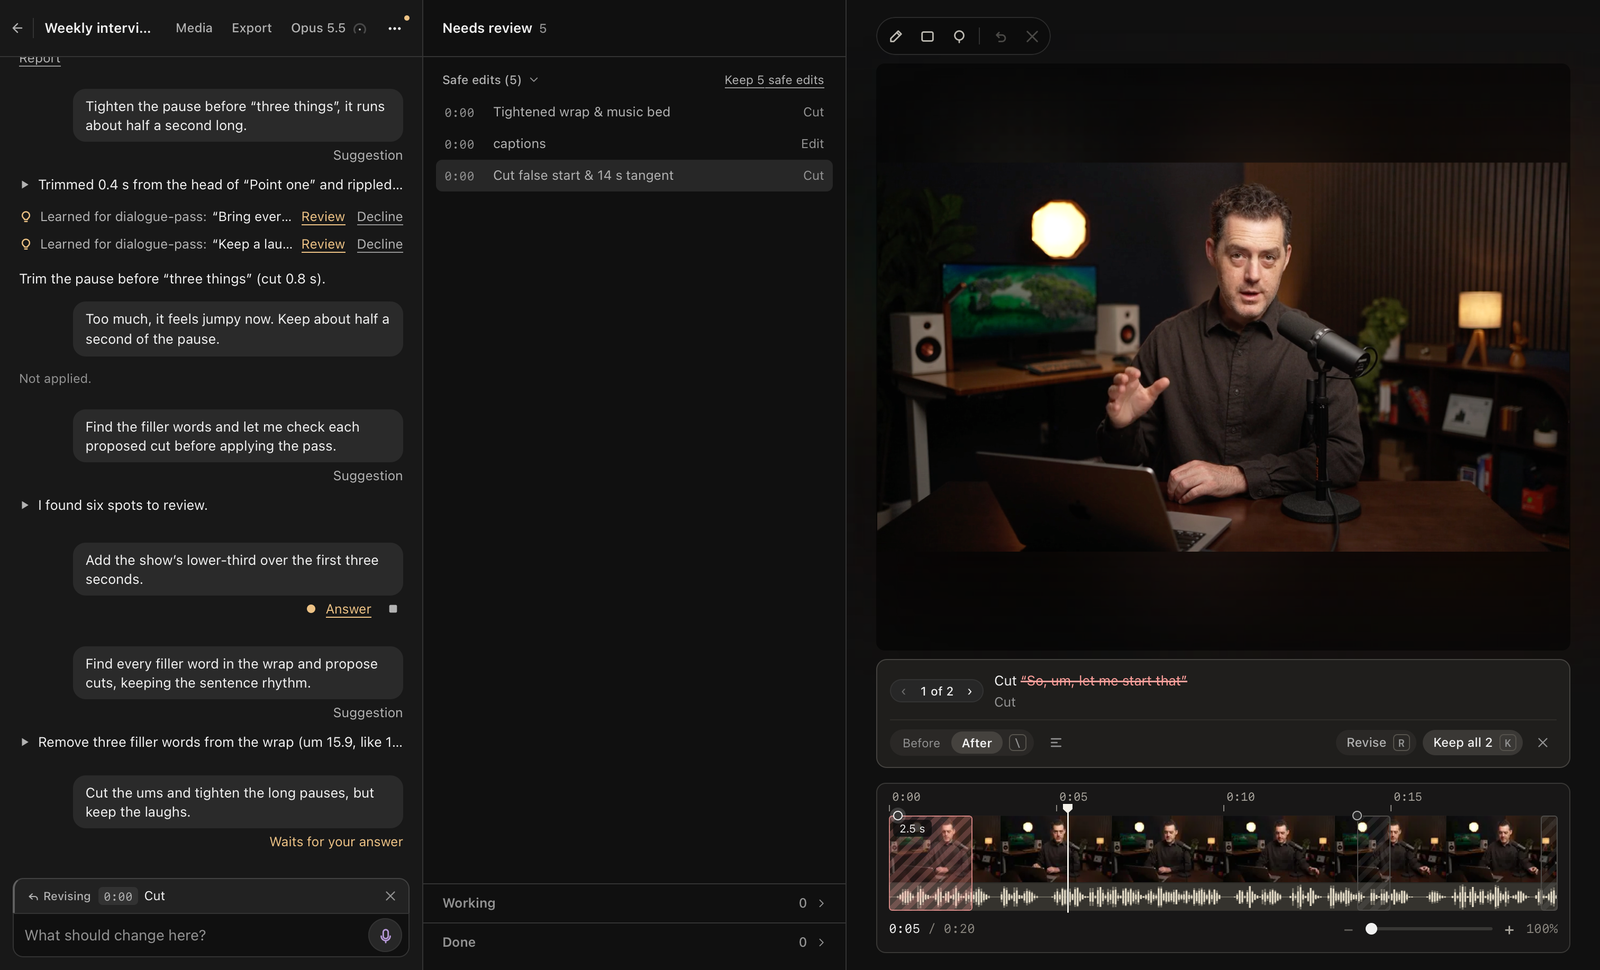 Weekly intervi...
Media
Export
Opus 5.5
Report
Tighten the pause before “three things”, it runs
about half a second long.
Suggestion
Trimmed 0.4 s from the head of “Point one” and rippled...
Learned for dialogue-pass: “Bring ever... Review Decline
Learned for dialogue-pass: “Keep a lau... Review Decline
Trim the pause before “three things” (cut 0.8 s).
Too much, it feels jumpy now. Keep about half a
second of the pause.
Not applied.
Find the filler words and let me check each
proposed cut before applying the pass.
Suggestion
I found six spots to review.
Add the show’s lower-third over the first three
seconds.
Answer
Find every filler word in the wrap and propose
cuts, keeping the sentence rhythm.
Suggestion
Remove three filler words from the wrap (um 15.9, like 1...
Cut the ums and tighten the long pauses, but
keep the laughs.
Waits for your answer
Revising 0:00 Cut
What should change here?
Needs review 5
Safe edits (5) Keep 5 safe edits
0:00 Tightened wrap & music bed Cut
0:00 captions Edit
0:00 Cut false start & 14 s tangent Cut
Working 0
Done 0
1 of 2
Cut “So, um, let me start that”
Cut
Before After \ Revise R Keep all 2 K
0:00 0:05 0:10 0:15
2.5 s
0:05 / 0:20
100%